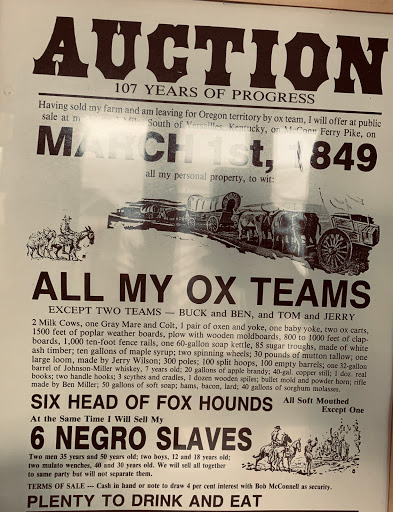 AUCTION
107 YEARS OF PROGRESS
Having sold my farm and am leaving for Oregon territory by ox team, I will offer at public
sale at South of Versailles, Kentucky, on Ferry Pike, on
MARCH 1st, 1849
all my personal property, to wit:
ALL MY OX TEAMS
EXCEPT TWO TEAMS — BUCK and BEN, and TOM and JERRY
2 Milk Cows, one Gray Mare and Colt, 1 pair of oxen and yoke, one baby yoke, two ox carts,
1500 feet of poplar weather boards, plow with wooden moldboards, 800 to 1000 feet of clap-
boards, 1,000 ten-foot fence rails, one 60-gallon soap kettle, 85 sugar troughs, made of white
ash timber; ten gallons of maple syrup; two spinning wheels; 30 pounds of mutton tallow; one
large loom, made by Jerry Wilson; 300 poles; 100 split hoops, 100 empty barrels; one 32-gallon
barrel of Johnson-Miller whiskey, 7 years old; 20 gallons of apple brandy; 40-gal. copper still; 1 doz. real
books; two handle hooks; 3 scythes and cradles, 1 dozen wooden spiles; bullet mold and powder horn; rifle
made by Ben Miller; 50 gallons of soft soap; hams, bacon, lard; 40 gallons of sorghum molasses.
SIX HEAD OF FOX HOUNDS All Soft Mouthed
Except One
At the Same Time I Will Sell My
6 NEGRO SLAVES
Two men 35 years and 50 years old; two boys, 12 and 18 years old;
two mulato wenches, 40 and 30 years old. We will sell all together
to same party but will not separate them.
TERMS OF SALE --- Cash in hand or note to draw 4 per cent interest with Bob McConnell as security.
PLENTY TO DRINK AND EAT